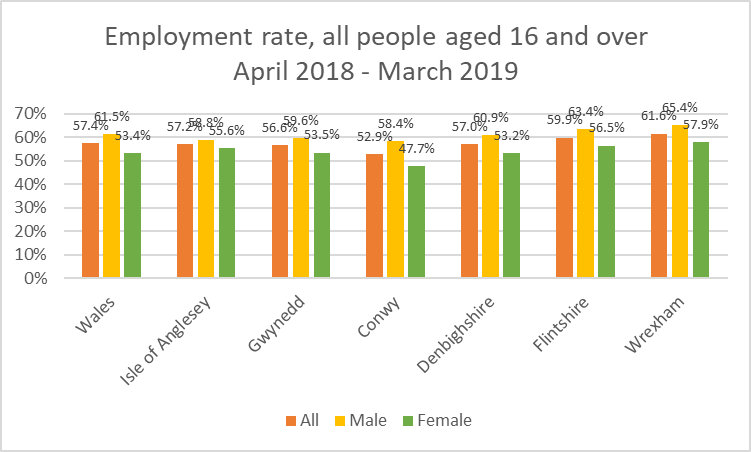 Employment rate, all people aged 16 and over
April 2018 - March 2019
70%
60%
50%
40%
30%
20%
10%
0%
57.4% 61.5% 53.4%
57.2% 58.8% 55.6%
56.6% 59.6% 53.5%
52.9% 58.4% 47.7%
57.0% 60.9% 53.2%
59.9% 63.4% 56.5%
61.6% 65.4% 57.9%
Wales
Isle of Anglesey
Gwynedd
Conwy
Denbighshire
Flintshire
Wrexham
All Male Female